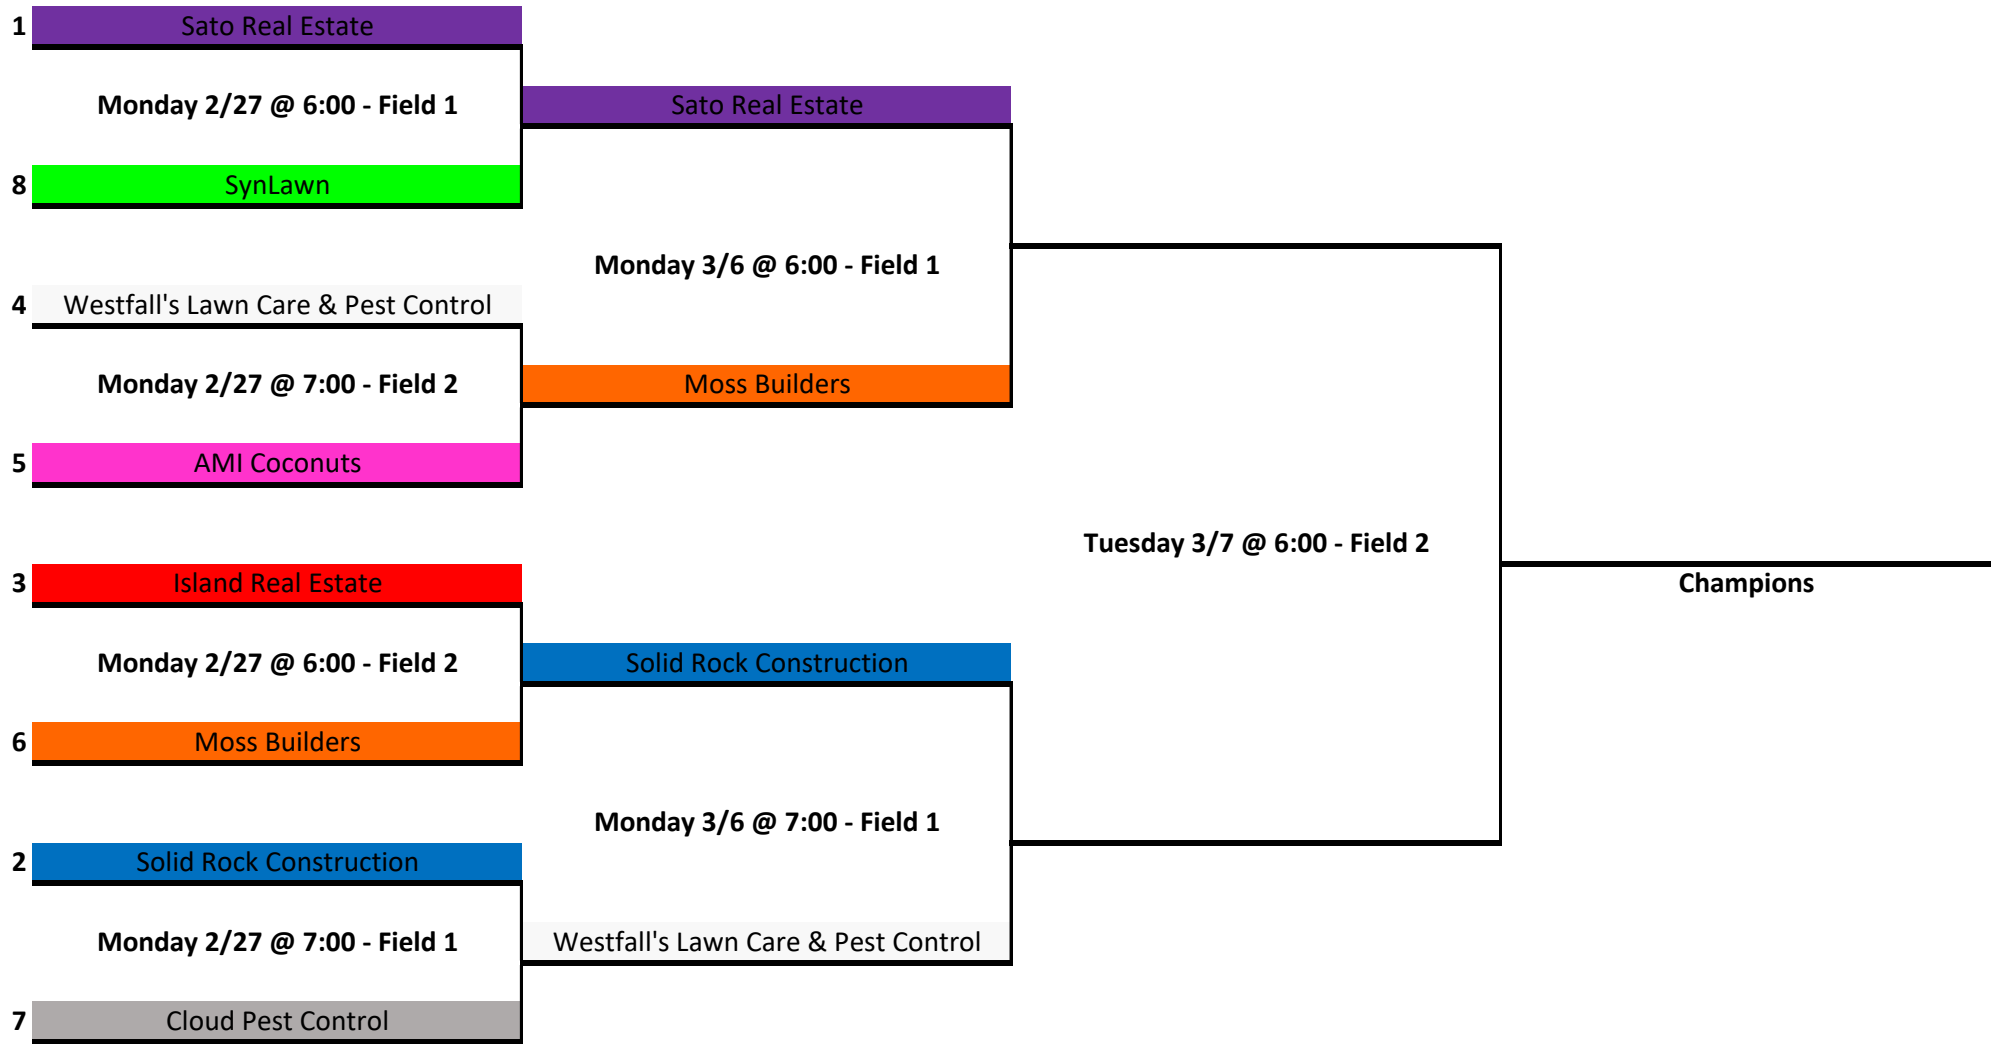 1 Sato Real Estate
Monday 2/27 @ 6:00 - Field 1
Sato Real Estate
8 SynLawn
Monday 3/6 @ 6:00 - Field 1
4 Westfall's Lawn Care & Pest Control
Monday 2/27 @ 7:00 - Field 2
Moss Builders
5 AMI Coconuts
Tuesday 3/7 @ 6:00 - Field 2
3 Island Real Estate
Champions
Monday 2/27 @ 6:00 - Field 2
Solid Rock Construction
6 Moss Builders
Monday 3/6 @ 7:00 - Field 1
2 Solid Rock Construction
Monday 2/27 @ 7:00 - Field 1
Westfall's Lawn Care & Pest Control
7 Cloud Pest Control